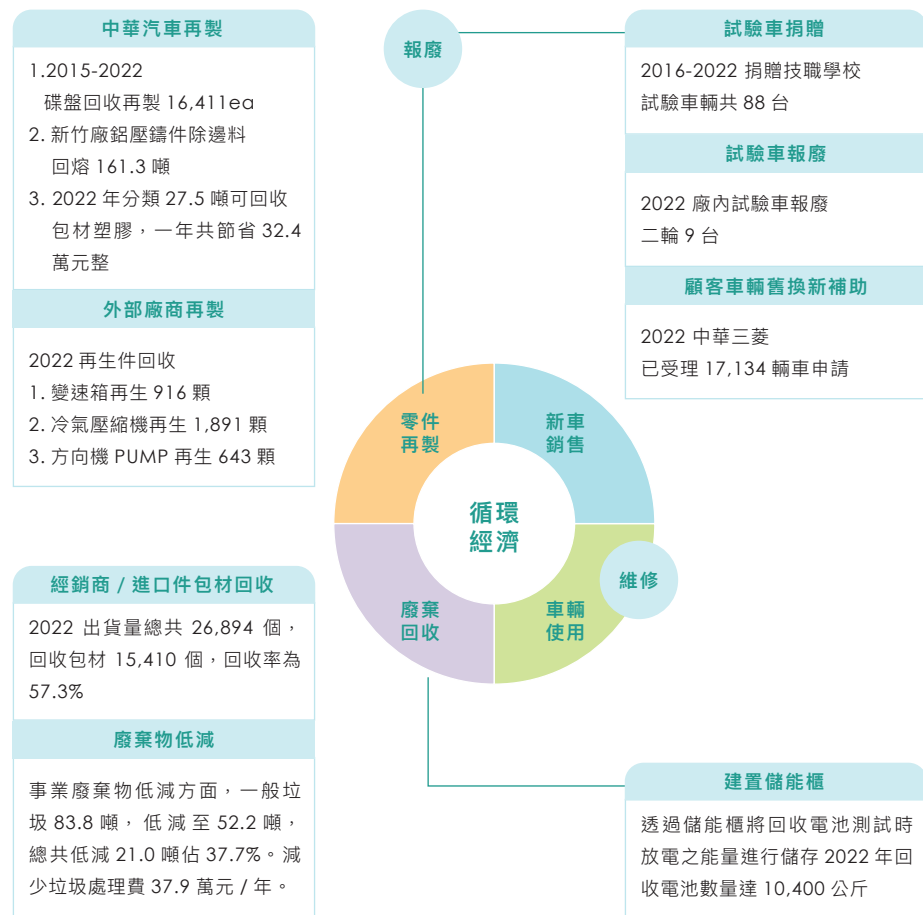 中華汽車再製
1.2015-2022
碟盤回收再製 16,411ea
2. 新竹廠鋁壓鑄件除邊料
回熔 161.3 噸
3. 2022 年分類 27.5 噸可回收
包材塑膠，一年共節省 32.4
萬元整
外部廠商再製
2022 再生件回收
1. 變速箱再生 916 顆
2. 冷氣壓縮機再生 1,891 顆
3. 方向機 PUMP 再生 643 顆
經銷商 / 進口件包材回收
2022 出貨量總共 26,894 個，
回收包材 15,410 個，回收率為
57.3%
廢棄物低減
事業廢棄物低減方面，一般垃
圾 83.8 噸， 低減至 52.2 噸，
總共低減 21.0 噸佔 37.7%。減
少垃圾處理費 37.9 萬元 / 年。
報廢
零件
再製
新車
銷售
循環
經濟
廢棄
回收
車輛
使用
維修
試驗車捐贈
2016-2022 捐贈技職學校
試驗車輛共 88 台
試驗車報廢
2022 廠內試驗車報廢
二輪 9 台
顧客車輛舊換新補助
2022 中華三菱
已受理 17,134 輛車申請
建置儲能櫃
透過儲能櫃將回收電池測試時
放電之能量進行儲存 2022 年回
收電池數量達 10,400 公斤